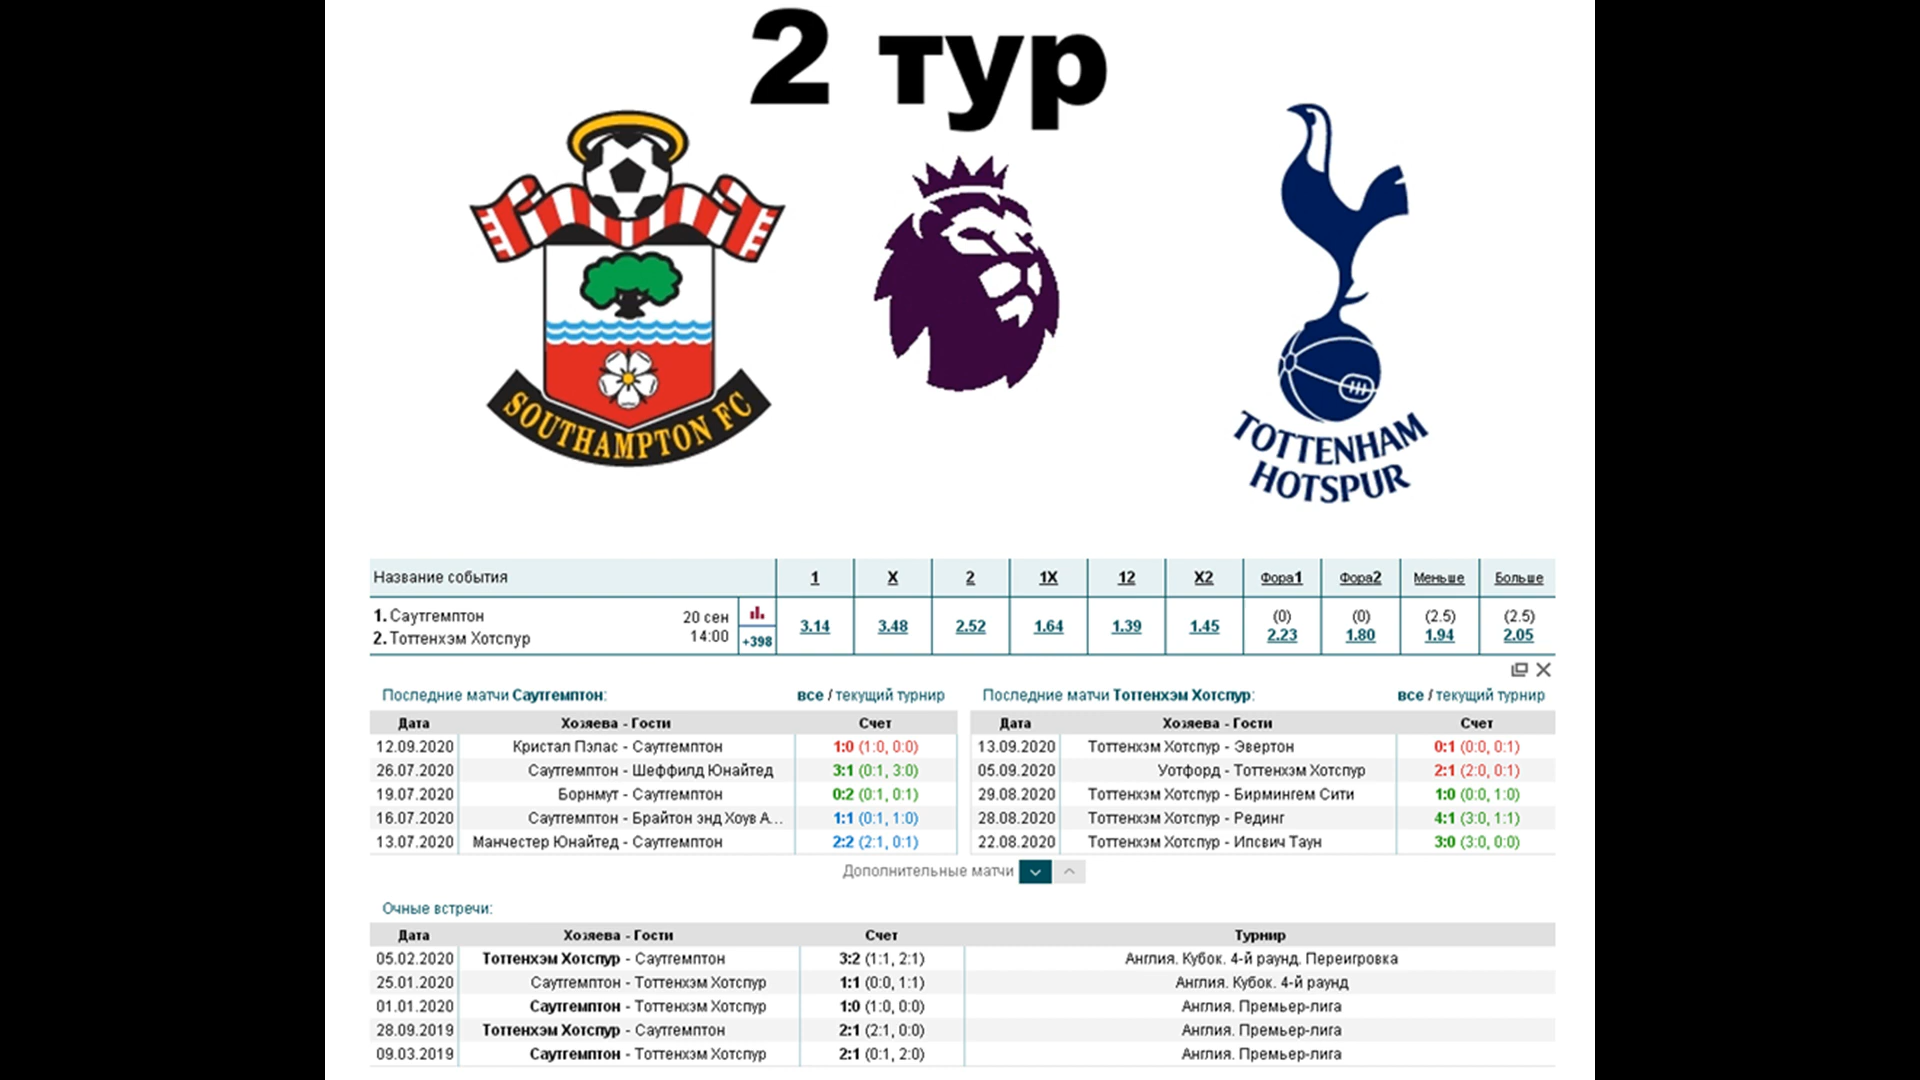 2 тур
SOUTHAMPTON FC
TOTTENHAM
HOTSPUR
Название события 1 X 2 1X 12 X2 Фора1 Фора2 Меньше Больше
1. Саутгемптон 20 сен (0) (0) (2.5) (2.5)
2. Тоттенхэм Хотспур 14:00 +398 3.14 3.48 2.52 1.64 1.39 1.45 2.23 1.80 1.94 2.05
Последние матчи Саутгемптон: все / текущий турнир
Дата Хозяева - Гости Счет
12.09.2020 Кристал Пэлас - Саутгемптон 1:0 (1:0, 0:0)
26.07.2020 Саутгемптон - Шеффилд Юнайтед 3:1 (0:1, 3:0)
19.07.2020 Борнмут - Саутгемптон 0:2 (0:1, 0:1)
16.07.2020 Саутгемптон - Брайтон энд Хоув А... 1:1 (0:1, 1:0)
13.07.2020 Манчестер Юнайтед - Саутгемптон 2:2 (2:1, 0:1)
Последние матчи Тоттенхэм Хотспур: все / текущий турнир
Дата Хозяева - Гости Счет
13.09.2020 Тоттенхэм Хотспур - Эвертон 0:1 (0:0, 0:1)
05.09.2020 Уотфорд - Тоттенхэм Хотспур 2:1 (2:0, 0:1)
29.08.2020 Тоттенхэм Хотспур - Бирмингем Сити 1:0 (0:0, 1:0)
28.08.2020 Тоттенхэм Хотспур - Рединг 4:1 (3:0, 1:1)
22.08.2020 Тоттенхэм Хотспур - Ипсвич Таун 3:0 (3:0, 0:0)
Дополнительные матчи
Очные встречи:
Дата Хозяева - Гости Счет Турнир
05.02.2020 Тоттенхэм Хотспур - Саутгемптон 3:2 (1:1, 2:1) Англия. Кубок. 4-й раунд. Переигровка
25.01.2020 Саутгемптон - Тоттенхэм Хотспур 1:1 (0:0, 1:1) Англия. Кубок. 4-й раунд
01.01.2020 Саутгемптон - Тоттенхэм Хотспур 1:0 (1:0, 0:0) Англия. Премьер-лига
28.09.2019 Тоттенхэм Хотспур - Саутгемптон 2:1 (2:1, 0:0) Англия. Премьер-лига
09.03.2019 Саутгемптон - Тоттенхэм Хотспур 2:1 (0:1, 2:0) Англия. Премьер-лига